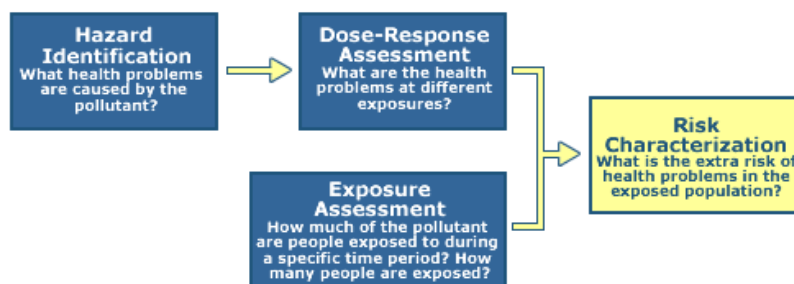 Hazard
Identification
What health problems
are caused by the
pollutant?
Dose-Response
Assessment
What are the health
problems at different
exposures?
Exposure
Assessment
How much of the pollutant
are people exposed to during
a specific time period? How
many people are exposed?
Risk
Characterization
What is the extra risk of
health problems in the
exposed population?